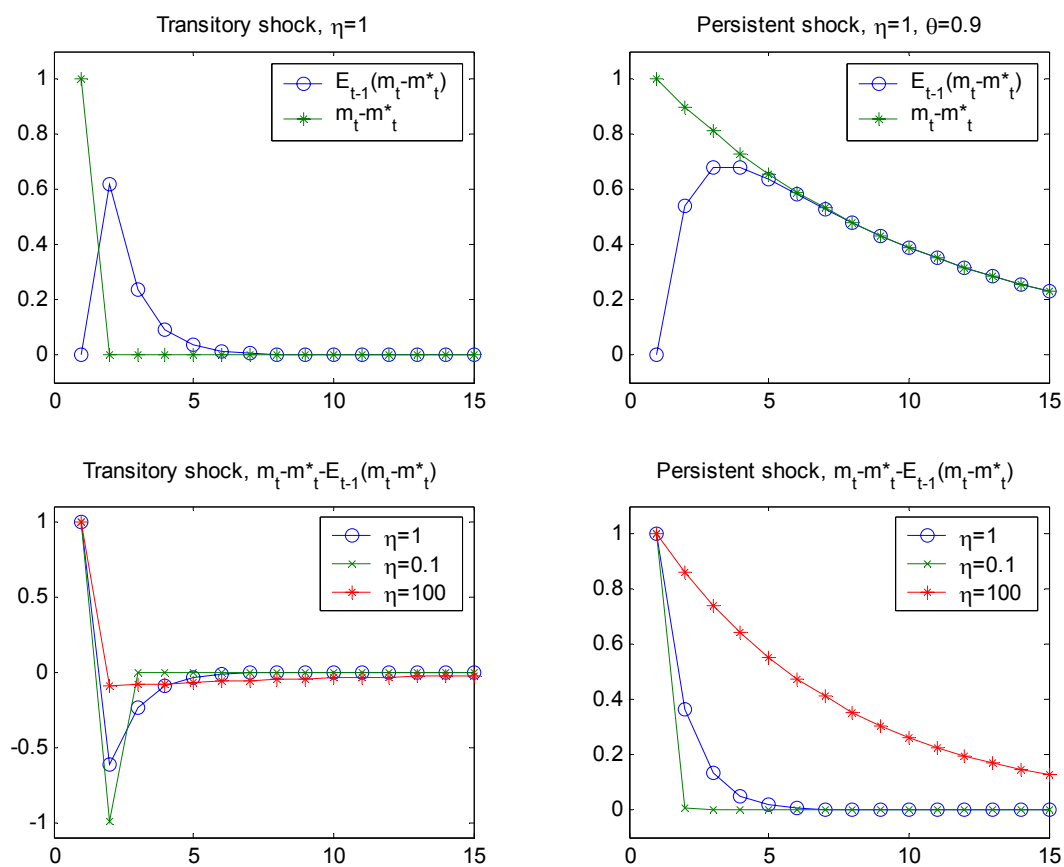 Transitory shock, η=1
1
0.8
0.6
0.4
0.2
0
0 5 10 15
E_{t-1}(m_t-m*_t)
m_t-m*_t
Persistent shock, η=1, θ=0.9
1
0.8
0.6
0.4
0.2
0
0 5 10 15
E_{t-1}(m_t-m*_t)
m_t-m*_t
Transitory shock, m_t-m*_t-E_{t-1}(m_t-m*_t)
1
0.5
0
-0.5
-1
0 5 10 15
η=1
η=0.1
η=100
Persistent shock, m_t-m*_t-E_{t-1}(m_t-m*_t)
1
0.8
0.6
0.4
0.2
0
0 5 10 15
η=1
η=0.1
η=100